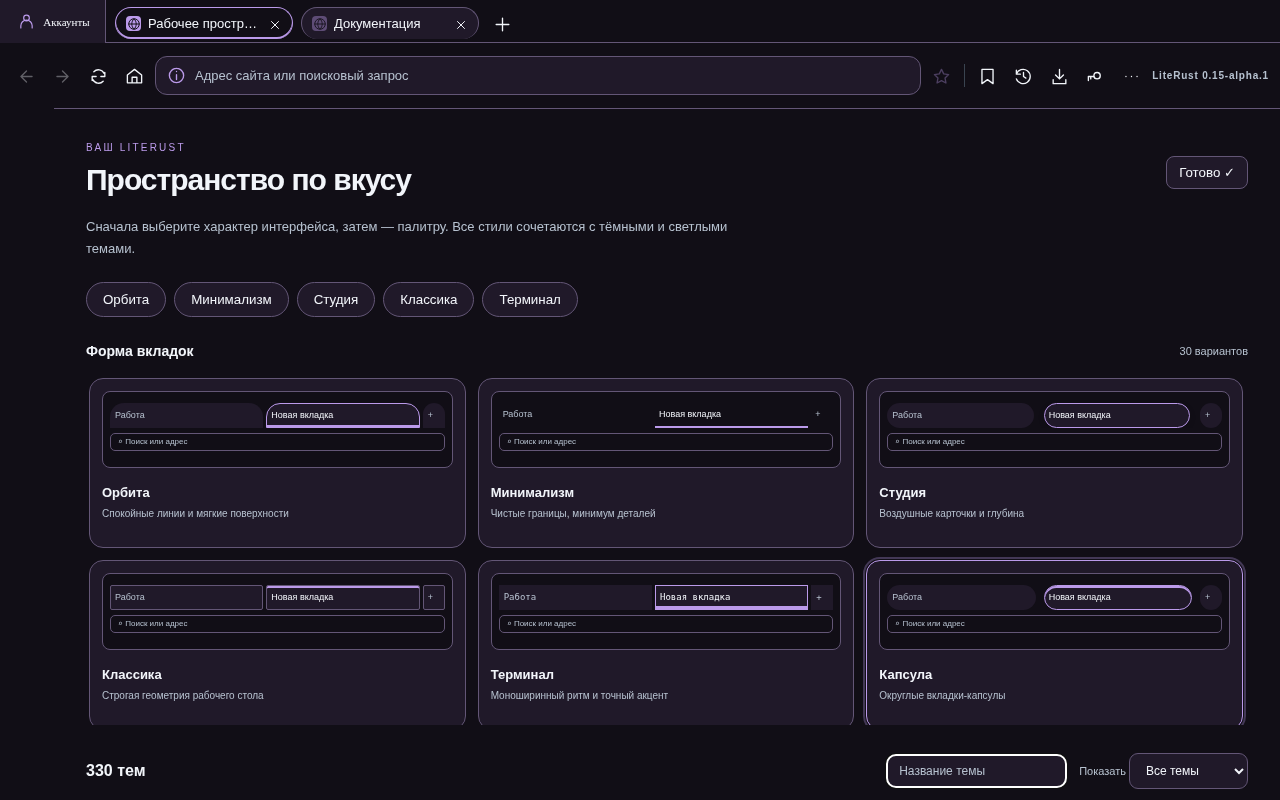 Аккаунты
Рабочее простр…
Документация
Адрес сайта или поисковый запрос
LiteRust 0.15-alpha.1
ВАШ LITERUST
Пространство по вкусу
Готово ✓
Сначала выберите характер интерфейса, затем — палитру. Все стили сочетаются с тёмными и светлыми
темами.
Орбита Минимализм Студия Классика Терминал
Форма вкладок
30 вариантов
Работа Новая вкладка +
Поиск или адрес
Орбита
Спокойные линии и мягкие поверхности
Работа Новая вкладка +
Поиск или адрес
Минимализм
Чистые границы, минимум деталей
Работа Новая вкладка +
Поиск или адрес
Студия
Воздушные карточки и глубина
Работа Новая вкладка +
Поиск или адрес
Классика
Строгая геометрия рабочего стола
Работа Новая вкладка +
Поиск или адрес
Терминал
Моноширинный ритм и точный акцент
Работа Новая вкладка +
Поиск или адрес
Капсула
Округлые вкладки-капсулы
330 тем
Название темы
Показать
Все темы